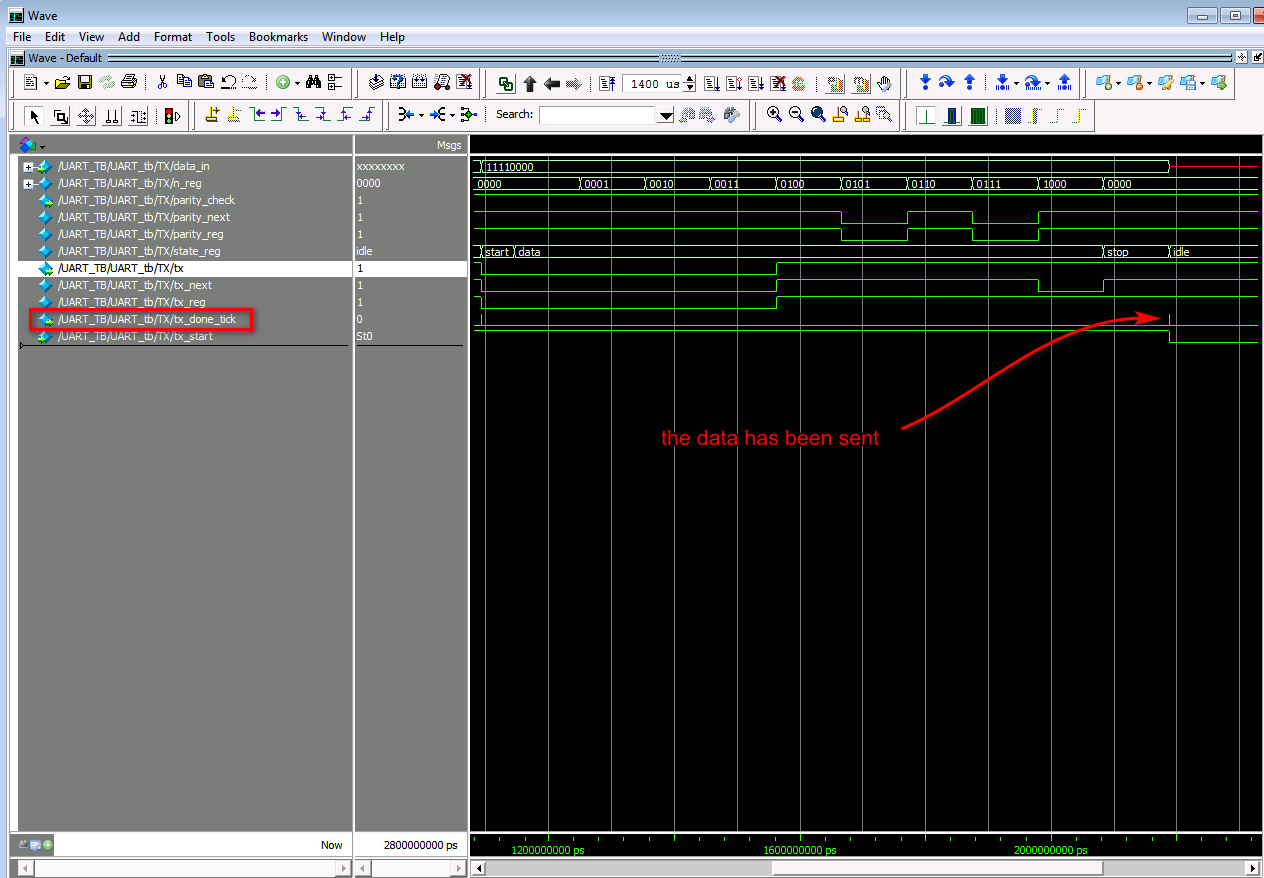 Wave
File Edit View Add Format Tools Bookmarks Window Help
Wave - Default
1400 us
Search:
Msgs
/UART_TB/UART_tb/TX/data_in xxxxxxxx 11110000
/UART_TB/UART_tb/TX/n_reg 0000 0000 0001 0010 0011 0100 0101 0110 0111 1000 0000
/UART_TB/UART_tb/TX/parity_check 1
/UART_TB/UART_tb/TX/parity_next 1
/UART_TB/UART_tb/TX/parity_reg 1
/UART_TB/UART_tb/TX/state_reg idle start data stop idle
/UART_TB/UART_tb/TX/tx 1
/UART_TB/UART_tb/TX/tx_next 1
/UART_TB/UART_tb/TX/tx_reg 1
/UART_TB/UART_tb/TX/tx_done_tick 0
/UART_TB/UART_tb/TX/tx_start St0
the data has been sent
Now 2800000000 ps 1200000000 ps 1600000000 ps 2000000000 ps